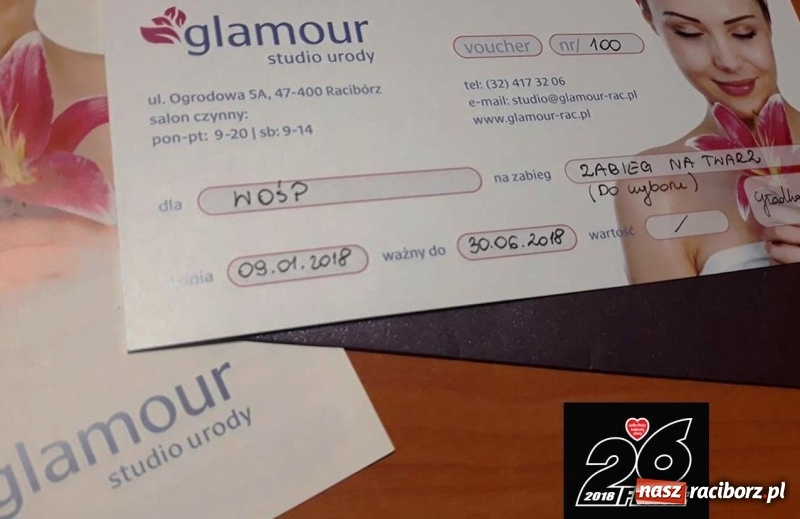 glamour
studio urody
voucher nr/ 100
ul. Ogrodowa 5A, 47-400 Racibórz
salon czynny:
pon-pt: 9-20 | sb: 9-14
tel: (32) 417 32 06
e-mail: studio@glamour-rac.pl
www.glamour-rac.pl
dla WOŚP na zabieg ZABIEG NA TWARZ
(DO wyboru)
dnia 09.01.2018 ważny do 30.06.2018 wartość /
glamour
studio urody
26
2018
nasz raciborz.pl